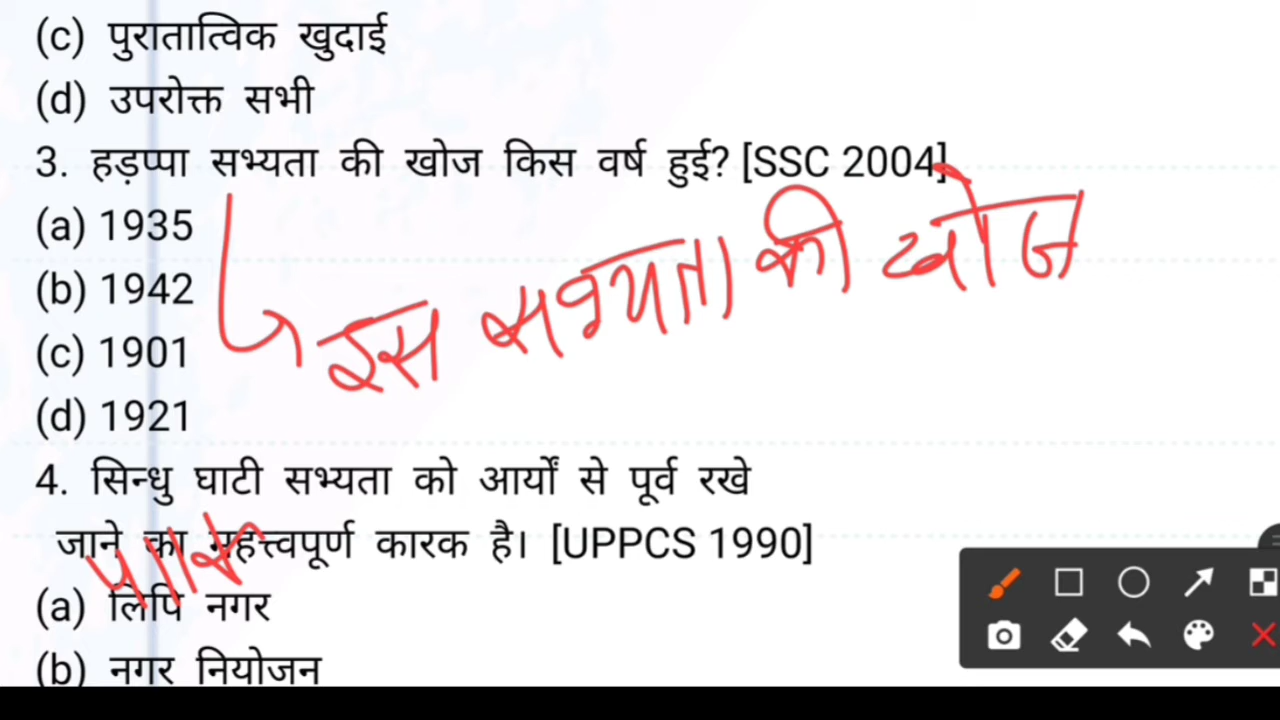 (c) पुरातात्विक खुदाई
(d) उपरोक्त सभी
3. हड़प्पा सभ्यता की खोज किस वर्ष हुई? [SSC 2004]
(a) 1935
(b) 1942
(c) 1901
(d) 1921
इस सभ्यता की खोज
4. सिन्धु घाटी सभ्यता को आर्यों से पूर्व रखे
जाने का महत्त्वपूर्ण कारक है। [UPPCS 1990]
(a) लिपि नगर
(b) नगर नियोजन